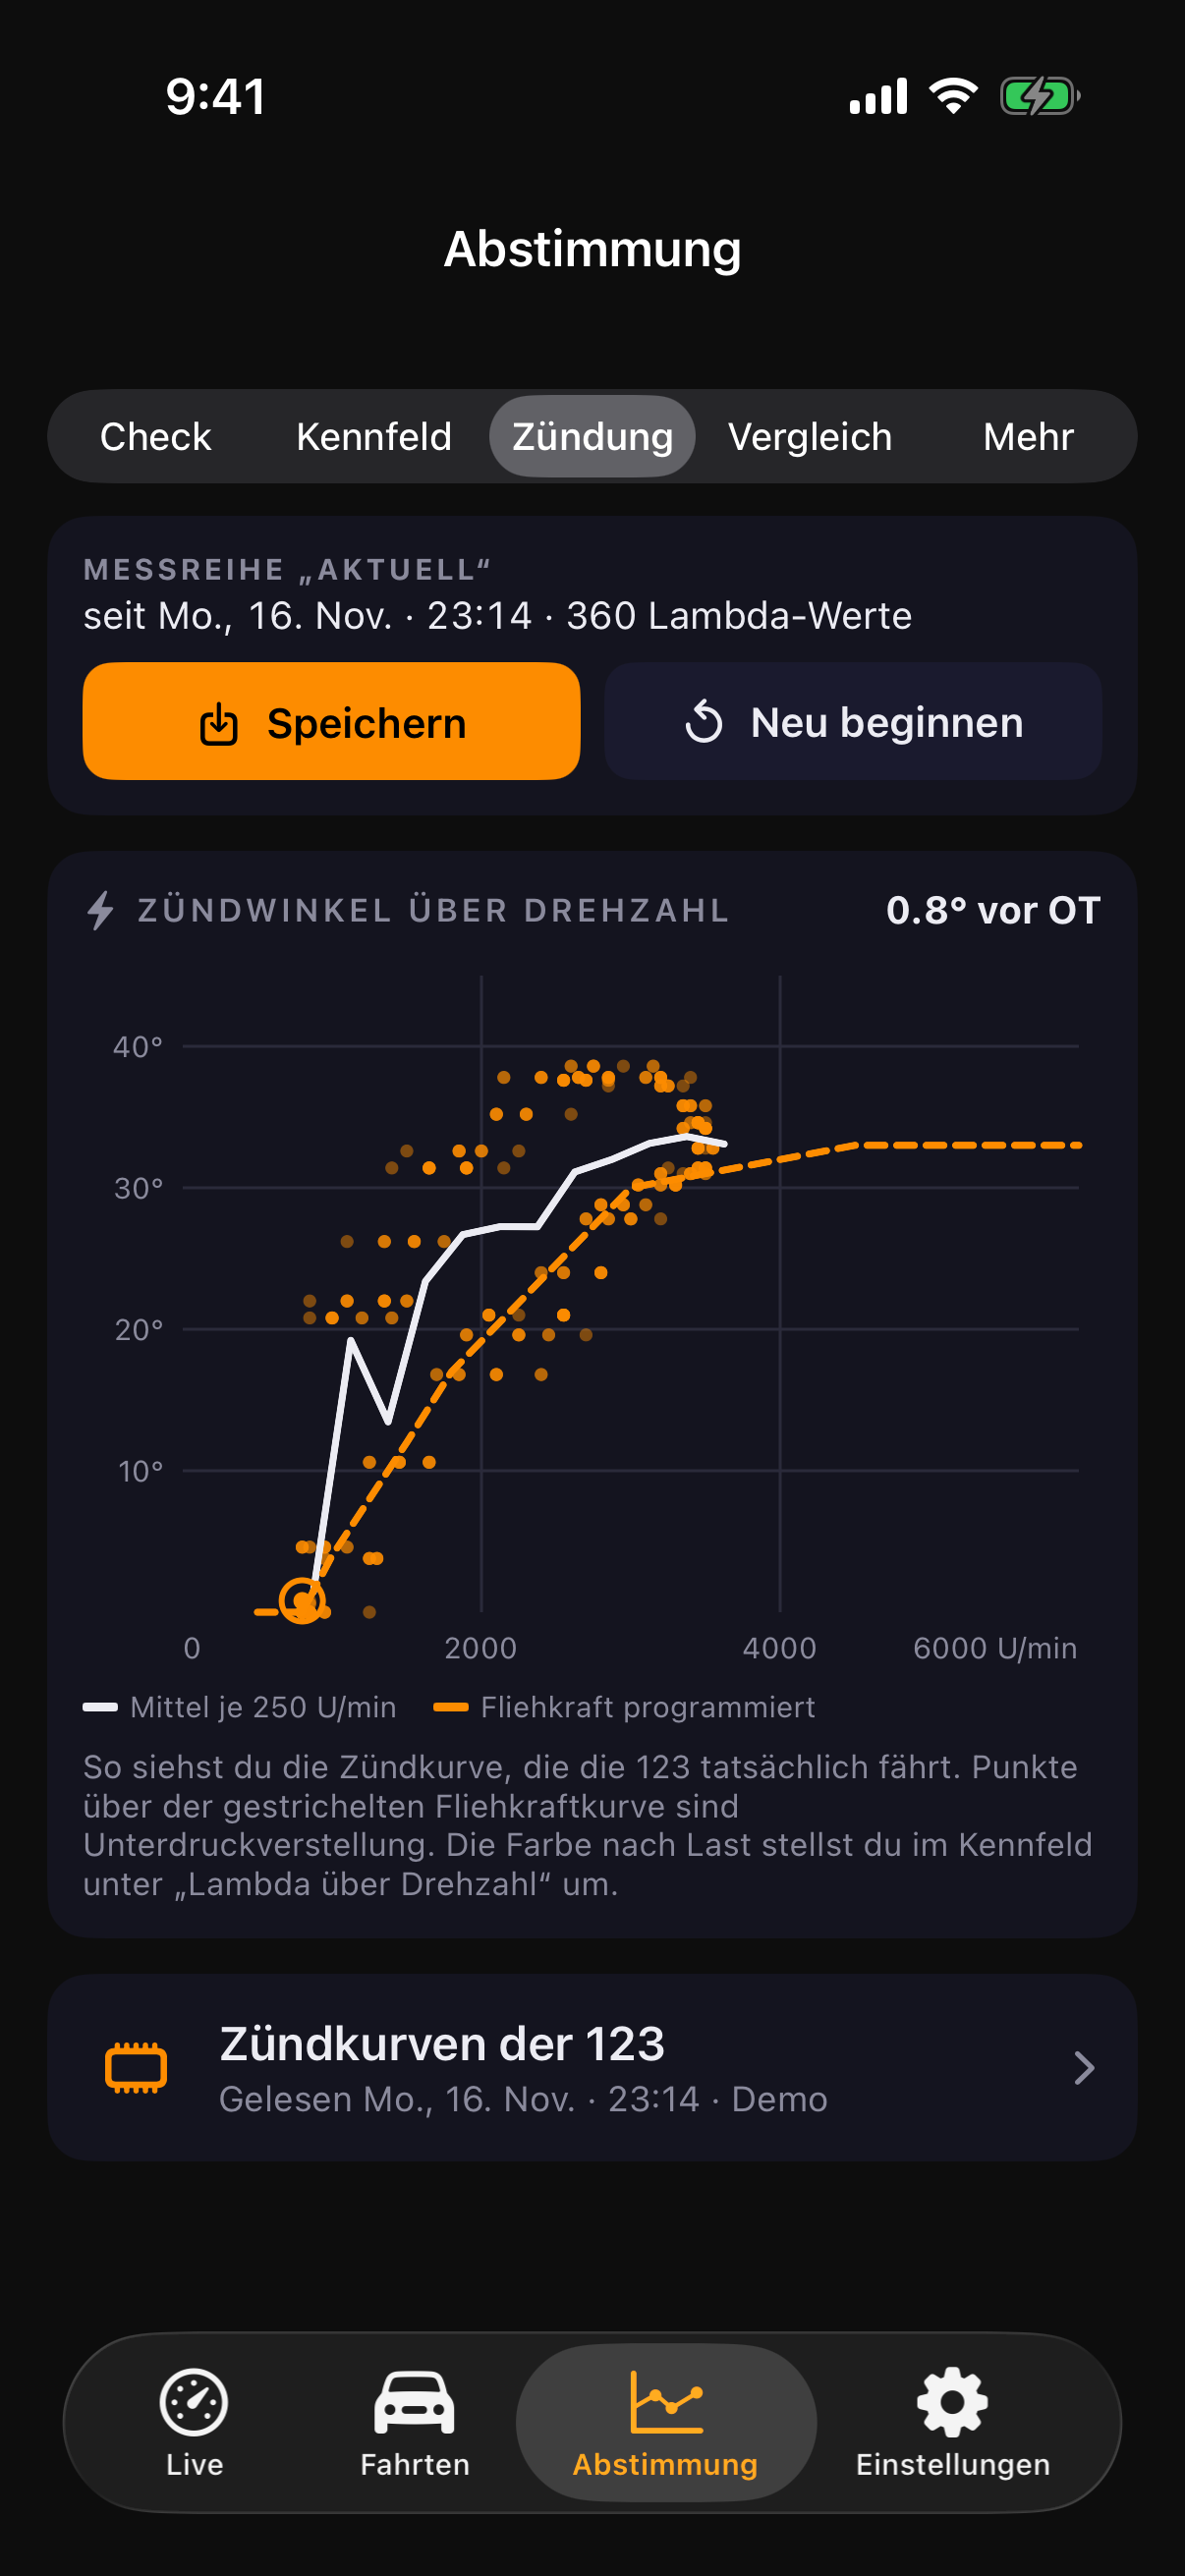 9:41
Abstimmung
Check
Kennfeld
Zündung
Vergleich
Mehr
MESSREIHE „AKTUELL“
seit Mo., 16. Nov. · 23:14 · 360 Lambda-Werte
Speichern
Neu beginnen
ZÜNDWINKEL ÜBER DREHZAHL
0.8° vor OT
40°
30°
20°
10°
0
2000
4000
6000 U/min
Mittel je 250 U/min
Fliehkraft programmiert
So siehst du die Zündkurve, die die 123 tatsächlich fährt. Punkte
über der gestrichelten Fliehkraftkurve sind
Unterdruckverstellung. Die Farbe nach Last stellst du im Kennfeld
unter „Lambda über Drehzahl“ um.
Zündkurven der 123
Gelesen Mo., 16. Nov. · 23:14 · Demo
Live
Fahrten
Abstimmung
Einstellungen